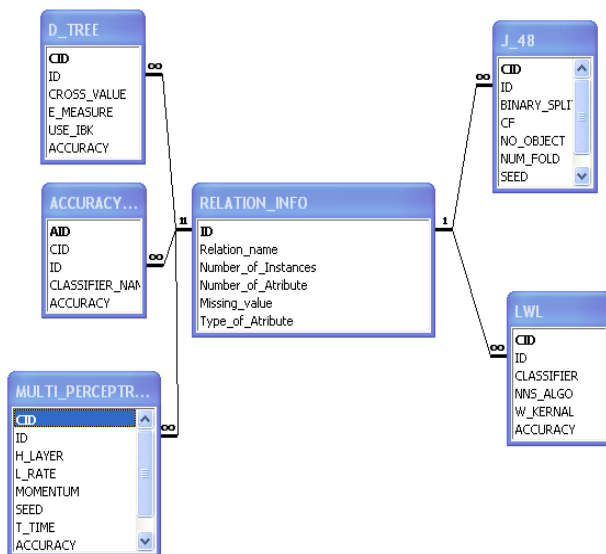 D_TREE
CID
ID
CROSS_VALUE
E_MEASURE
USE_IBK
ACCURACY
∞
J_48
CID
ID
BINARY_SPLI
CF
NO_OBJECT
NUM_FOLD
SEED
∞
ACCURACY...
AID
CID
ID
CLASSIFIER_NAM
ACCURACY
∞
RELATION_INFO
ID
Relation_name
Number_of_Instances
Number_of_Atribute
Missing_value
Type_of_Atribute
1
LWL
CID
ID
CLASSIFIER
NNS_ALGO
W_KERNAL
ACCURACY
∞
MULTI_PERCEPTR...
CID
ID
H_LAYER
L_RATE
MOMENTUM
SEED
T_TIME
ACCURACY
∞